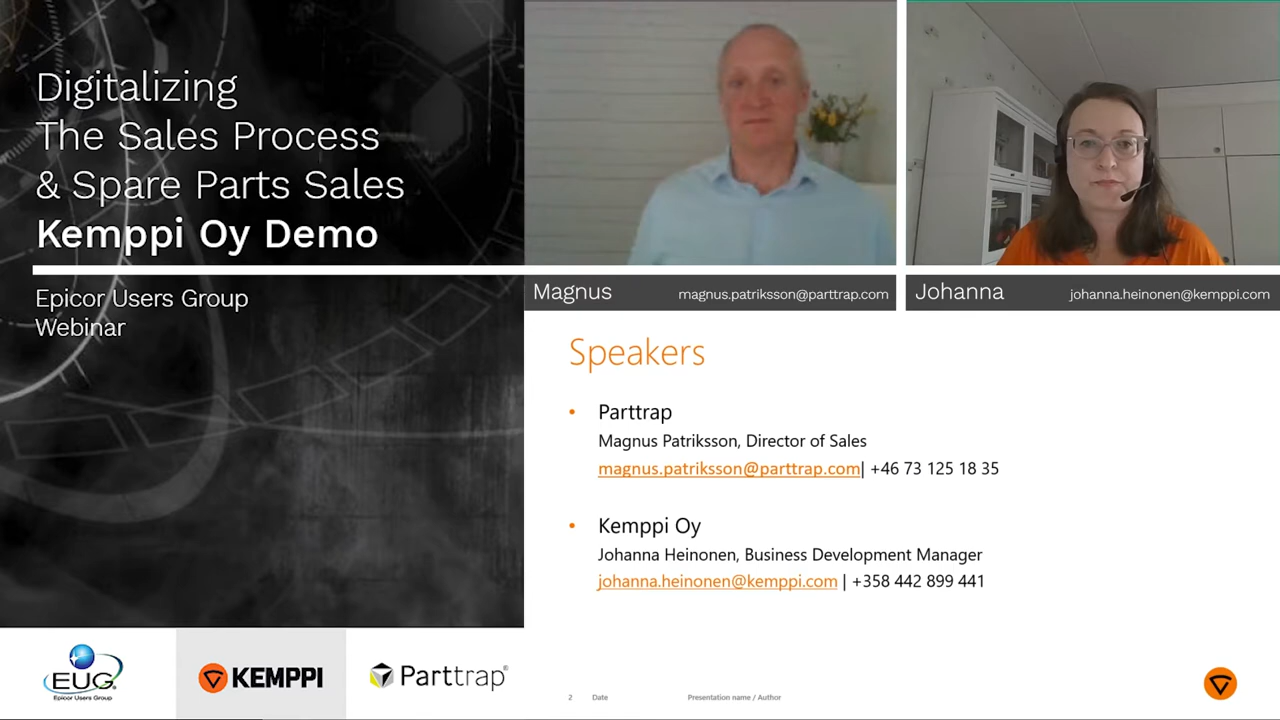 Digitalizing
The Sales Process
& Spare Parts Sales
Kemppi Oy Demo
Epicor Users Group
Webinar
Magnus magnus.patriksson@parttrap.com
Johanna johanna.heinonen@kemppi.com
Speakers
• Parttrap
Magnus Patriksson, Director of Sales
magnus.patriksson@parttrap.com| +46 73 125 18 35
• Kemppi Oy
Johanna Heinonen, Business Development Manager
johanna.heinonen@kemppi.com | +358 442 899 441
EUG®
Epicor Users Group
KEMPPI
Parttrap®
2 Date Presentation name / Author